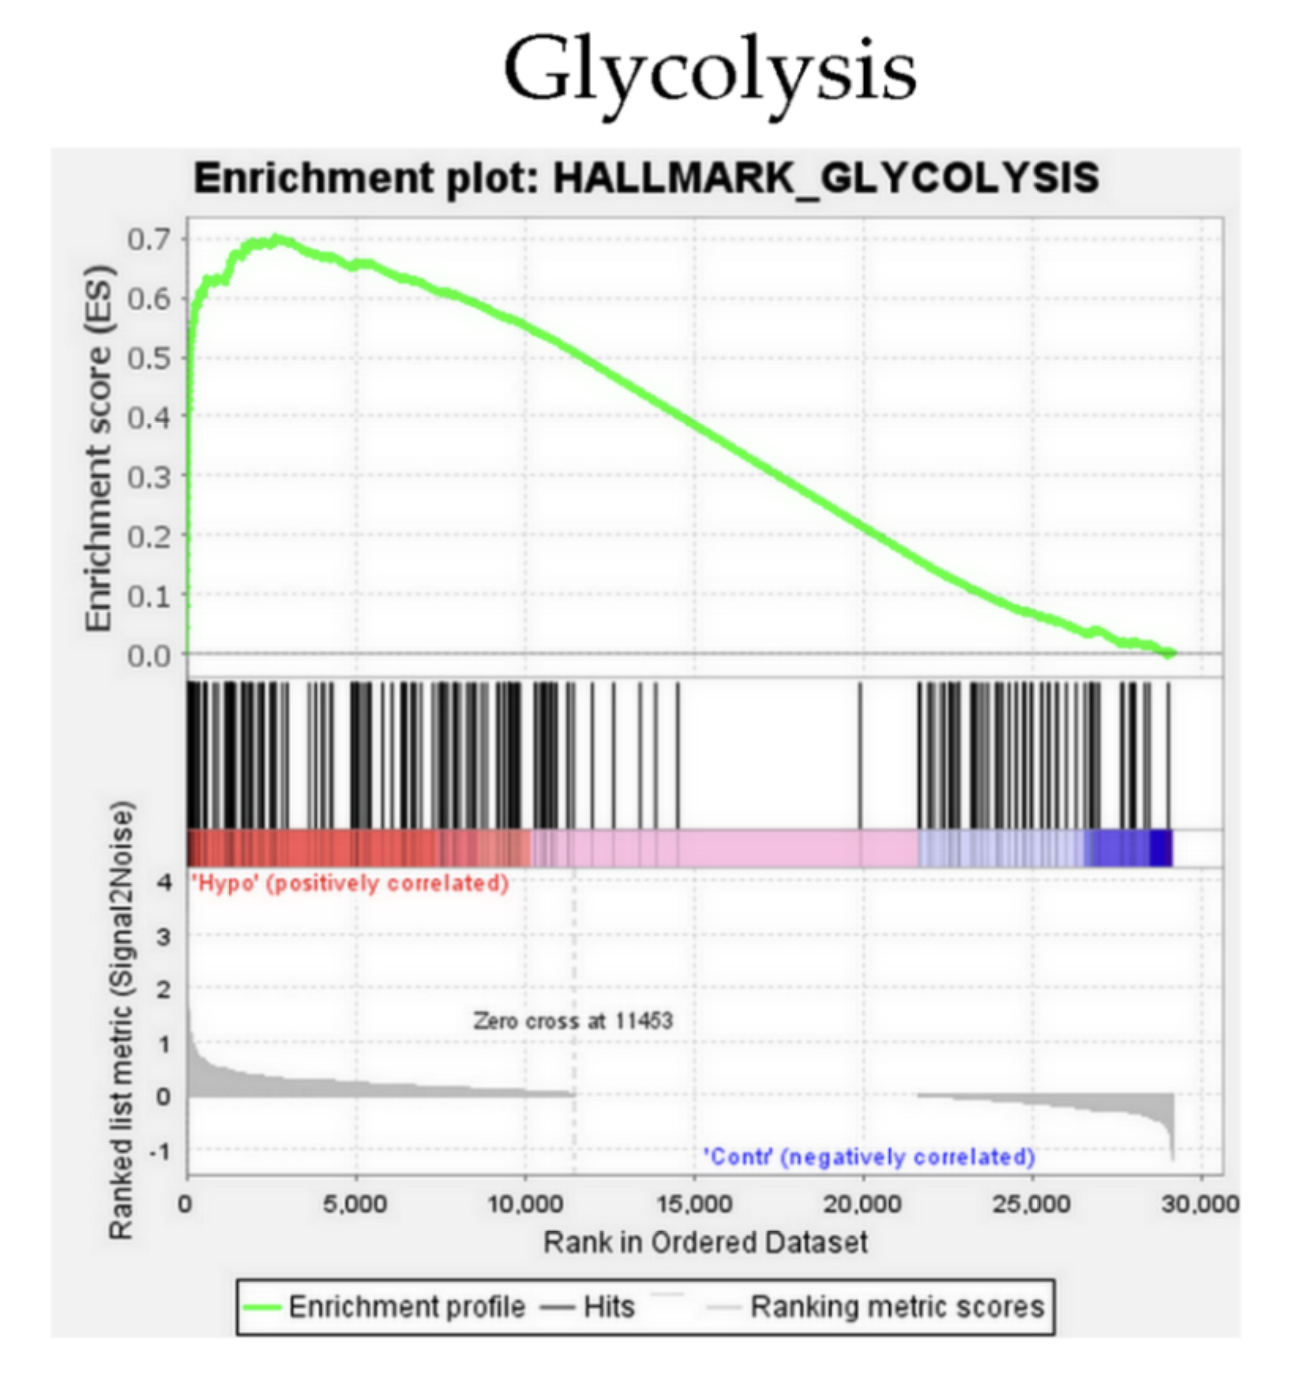 Glycolysis
Enrichment plot: HALLMARK_GLYCOLYSIS
Enrichment score (ES)
0.7
0.6
0.5
0.4
0.3
0.2
0.1
0.0
Ranked list metric (Signal2Noise)
'Hypo' (positively correlated)
4
3
2
1
0
-1
Zero cross at 11453
'Contr' (negatively correlated)
0 5,000 10,000 15,000 20,000 25,000 30,000
Rank in Ordered Dataset
Enrichment profile Hits Ranking metric scores